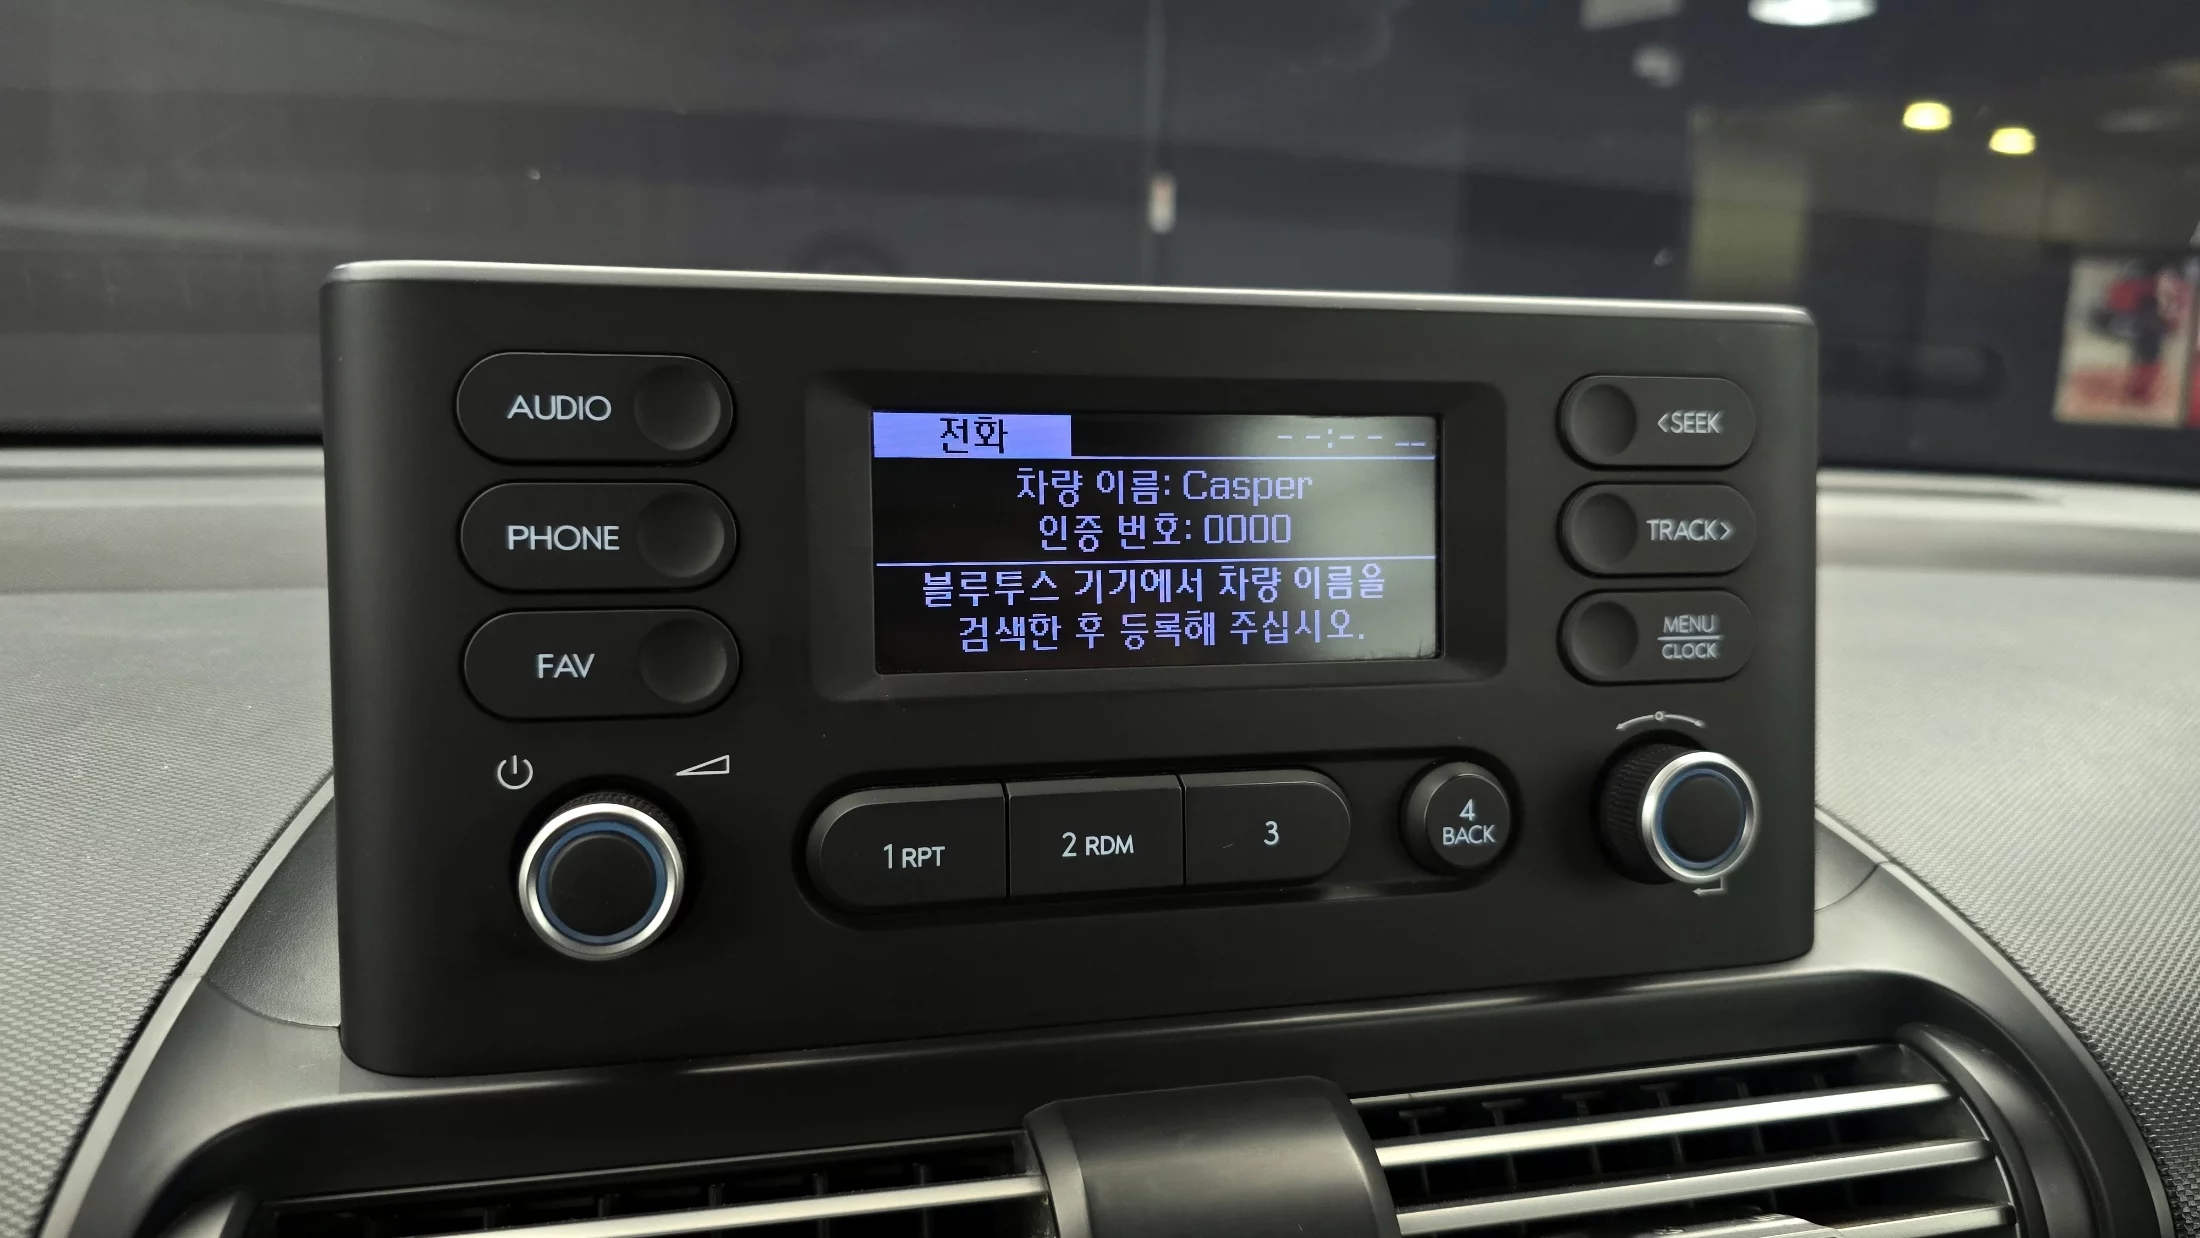 AUDIO
PHONE
FAV
전화 --:-- --
차량 이름: Casper
인증 번호: 0000
블루투스 기기에서 차량 이름을
검색한 후 등록해 주십시오.
<SEEK
TRACK>
MENU
CLOCK
1 RPT
2 RDM
3
4
BACK